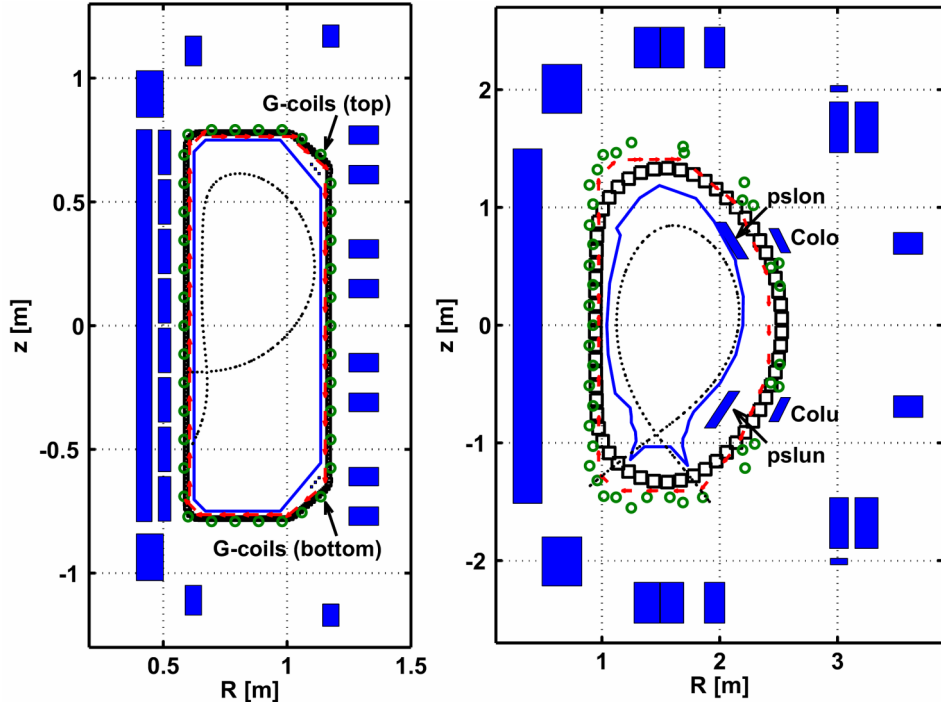 G-coils (top)
G-coils (bottom)
1
0.5
0
-0.5
-1
z [m]
0.5
1
1.5
R [m]
pslon
Colo
Colu
pslun
2
1
0
-1
-2
z [m]
1
2
3
R [m]